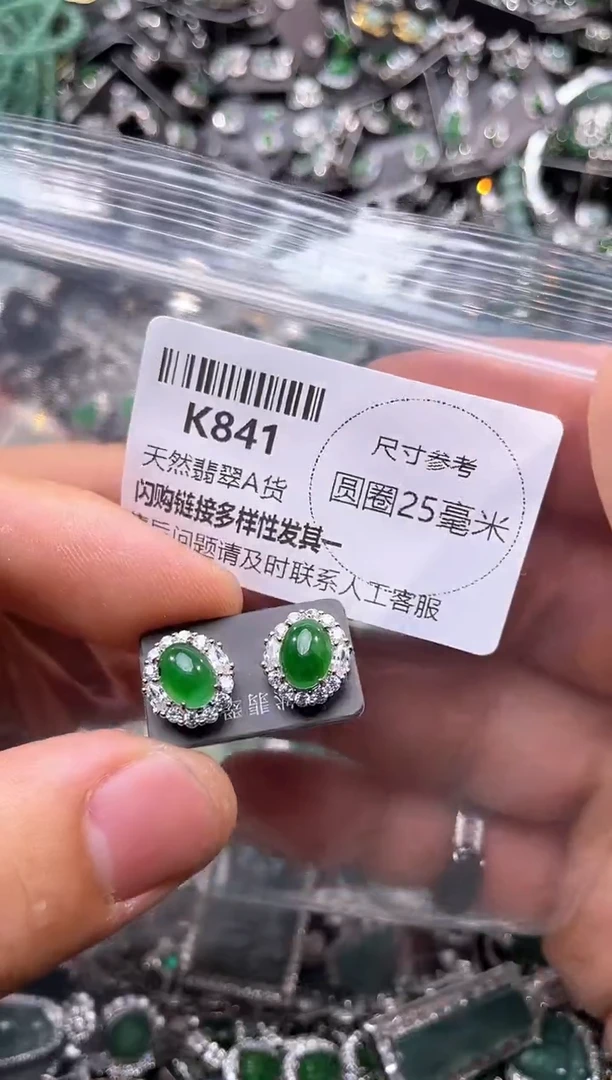 K841
天然翡翠A货
闪购链接多样性发其一
问题请及时联系人工客服
尺寸参考
圆圈25毫米
翡翠